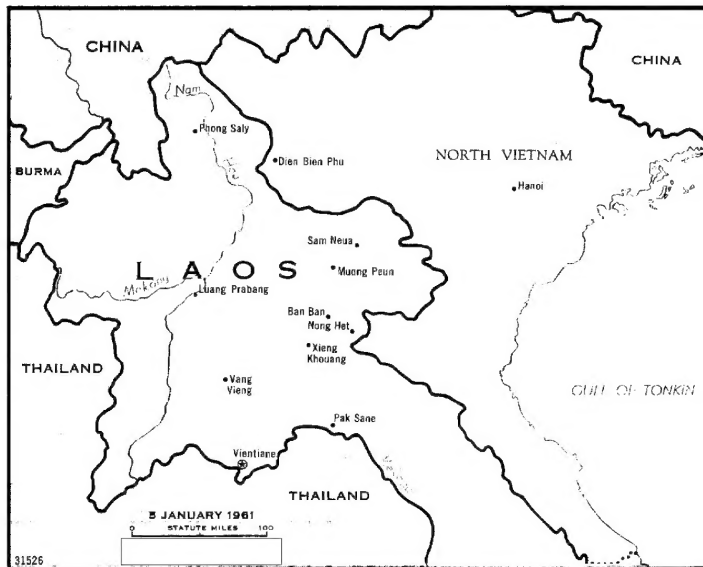 CHINA
CHINA
Nam
Phong Saly
Dien Bien Phu
NORTH VIETNAM
BURMA
Hanoi
Sam Neua
LAOS
Muong Peun
Mekong
Luang Prabang
Ban Ban
Nong Het
Xieng
Khouang
THAILAND
Vang
Vieng
GULF OF TONKIN
Pak Sane
Vientiane
THAILAND
5 JANUARY 1961
STATUTE MILES
0 100
31526